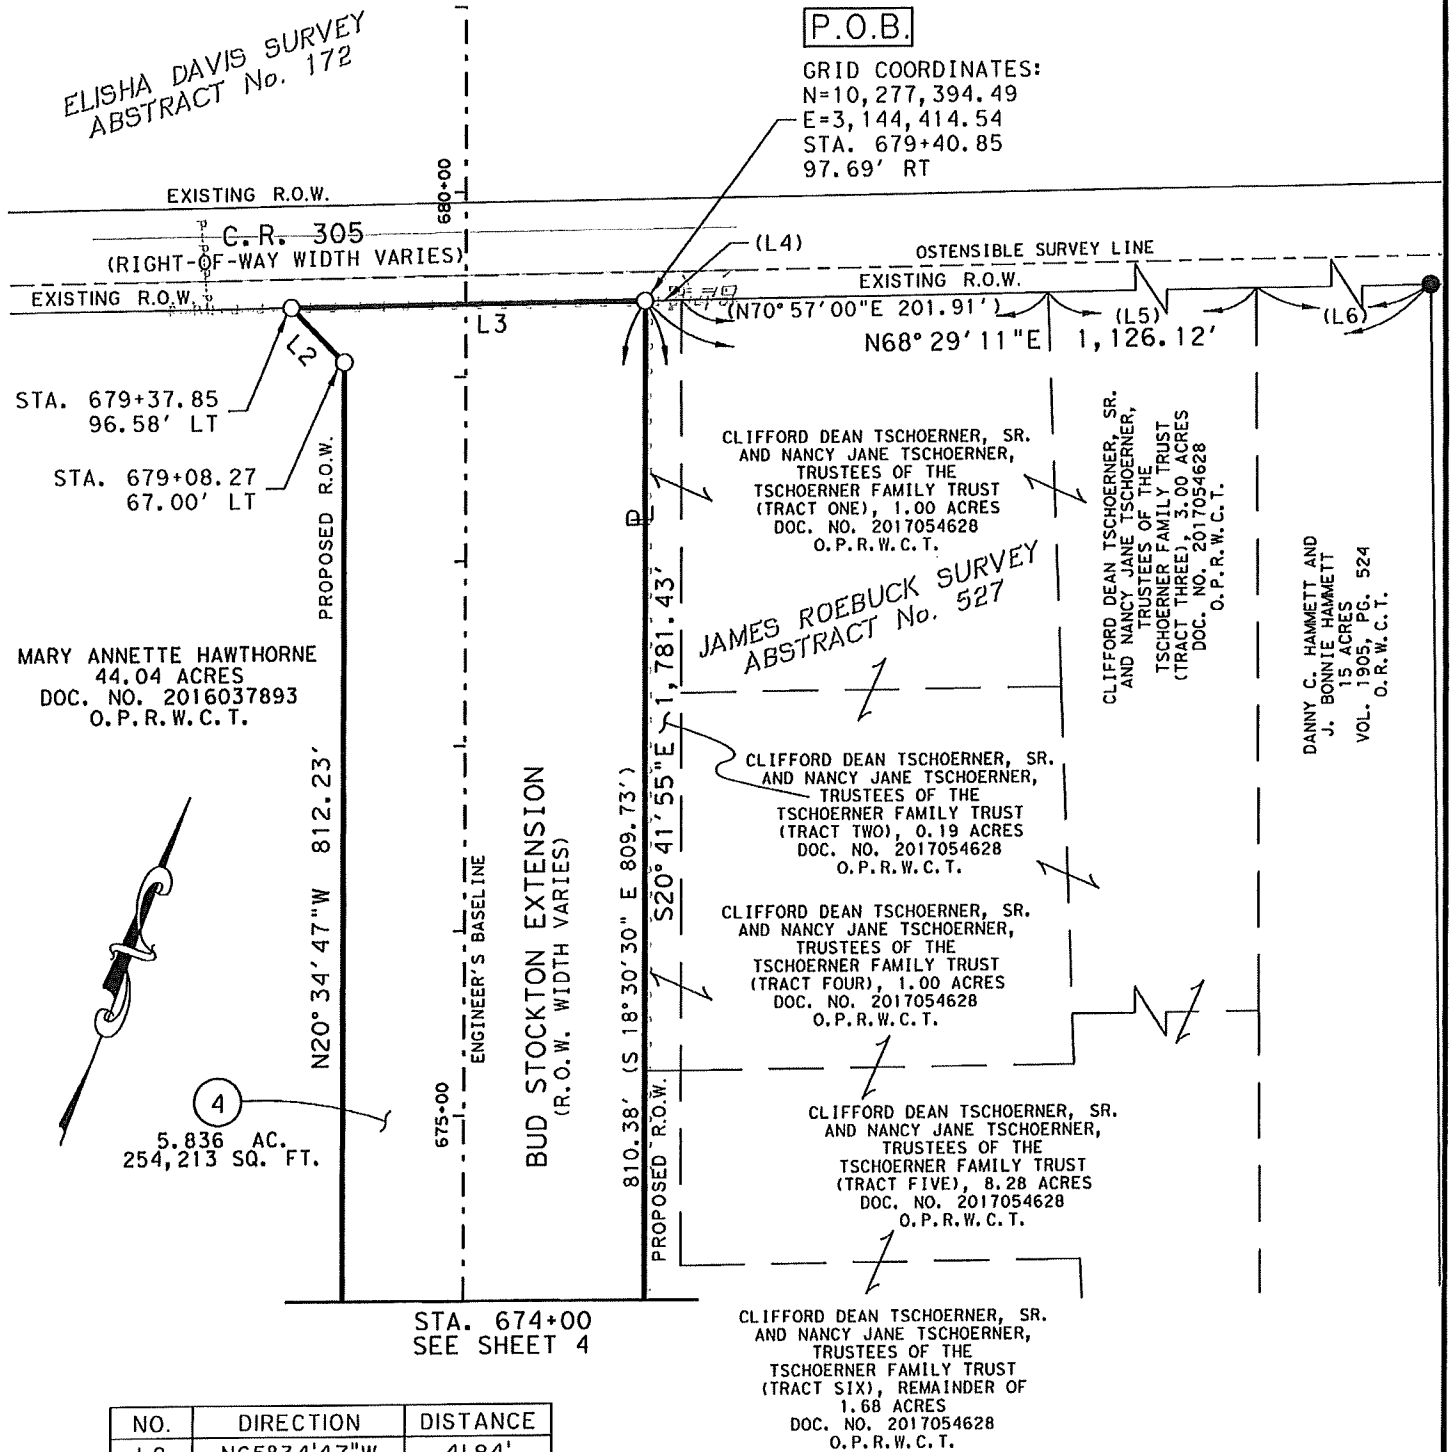 ELISHA DAVIS SURVEY
ABSTRACT No. 172
P.O.B.
GRID COORDINATES:
N=10,277,394.49
E=3,144,414.54
STA. 679+40.85
97.69' RT
EXISTING R.O.W.
680+00
C.R. 305
(RIGHT-OF-WAY WIDTH VARIES)
(L4)
OSTENSIBLE SURVEY LINE
EXISTING R.O.W.
EXISTING R.O.W.
(N70°57'00"E 201.91')
(L5)
(L6)
L3
N68°29'11"E 1,126.12'
L2
STA. 679+37.85
96.58' LT
STA. 679+08.27
67.00' LT
PROPOSED R.O.W.
CLIFFORD DEAN TSCHOERNER, SR.
AND NANCY JANE TSCHOERNER,
TRUSTEES OF THE
TSCHOERNER FAMILY TRUST
(TRACT ONE), 1.00 ACRES
DOC. NO. 2017054628
O.P.R.W.C.T.
CLIFFORD DEAN TSCHOERNER, SR.
AND NANCY JANE TSCHOERNER,
TRUSTEES OF THE
TSCHOERNER FAMILY TRUST
(TRACT THREE), 3.00 ACRES
DOC. NO. 2017054628
O.P.R.W.C.T.
DANNY C. HAMMETT AND
J. BONNIE HAMMETT
15 ACRES
VOL. 1905, PG. 524
O.R.W.C.T.
JAMES ROEBUCK SURVEY
ABSTRACT No. 527
MARY ANNETTE HAWTHORNE
44.04 ACRES
DOC. NO. 2016037893
O.P.R.W.C.T.
N20°34'47"W 812.23'
ENGINEER'S BASELINE
BUD STOCKTON EXTENSION
(R.O.W. WIDTH VARIES)
810.38' (S 18°30'30" E 809.73')
S20°41'55"E 1,781.43'
CLIFFORD DEAN TSCHOERNER, SR.
AND NANCY JANE TSCHOERNER,
TRUSTEES OF THE
TSCHOERNER FAMILY TRUST
(TRACT TWO), 0.19 ACRES
DOC. NO. 2017054628
O.P.R.W.C.T.
CLIFFORD DEAN TSCHOERNER, SR.
AND NANCY JANE TSCHOERNER,
TRUSTEES OF THE
TSCHOERNER FAMILY TRUST
(TRACT FOUR), 1.00 ACRES
DOC. NO. 2017054628
O.P.R.W.C.T.
4
5.836 AC.
254,213 SQ. FT.
675+00
PROPOSED R.O.W.
CLIFFORD DEAN TSCHOERNER, SR.
AND NANCY JANE TSCHOERNER,
TRUSTEES OF THE
TSCHOERNER FAMILY TRUST
(TRACT FIVE), 8.28 ACRES
DOC. NO. 2017054628
O.P.R.W.C.T.
STA. 674+00
SEE SHEET 4
CLIFFORD DEAN TSCHOERNER, SR.
AND NANCY JANE TSCHOERNER,
TRUSTEES OF THE
TSCHOERNER FAMILY TRUST
(TRACT SIX), REMAINDER OF
1.68 ACRES
DOC. NO. 2017054628
O.P.R.W.C.T.
NO. DIRECTION DISTANCE